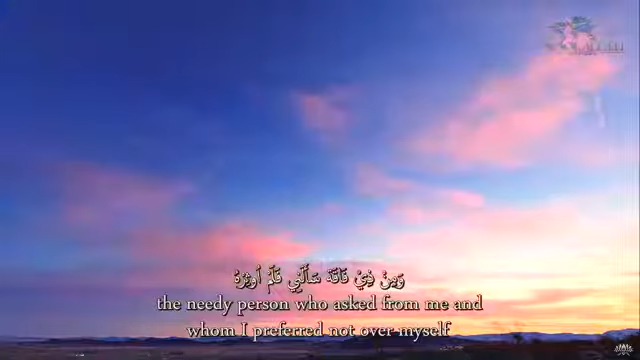 وَمِنْ ذِيْ فَاقَةٍ سَأَلَنِي فَلَمْ أُوثِرْهُ
the needy person who asked from me and
whom I preferred not over myself